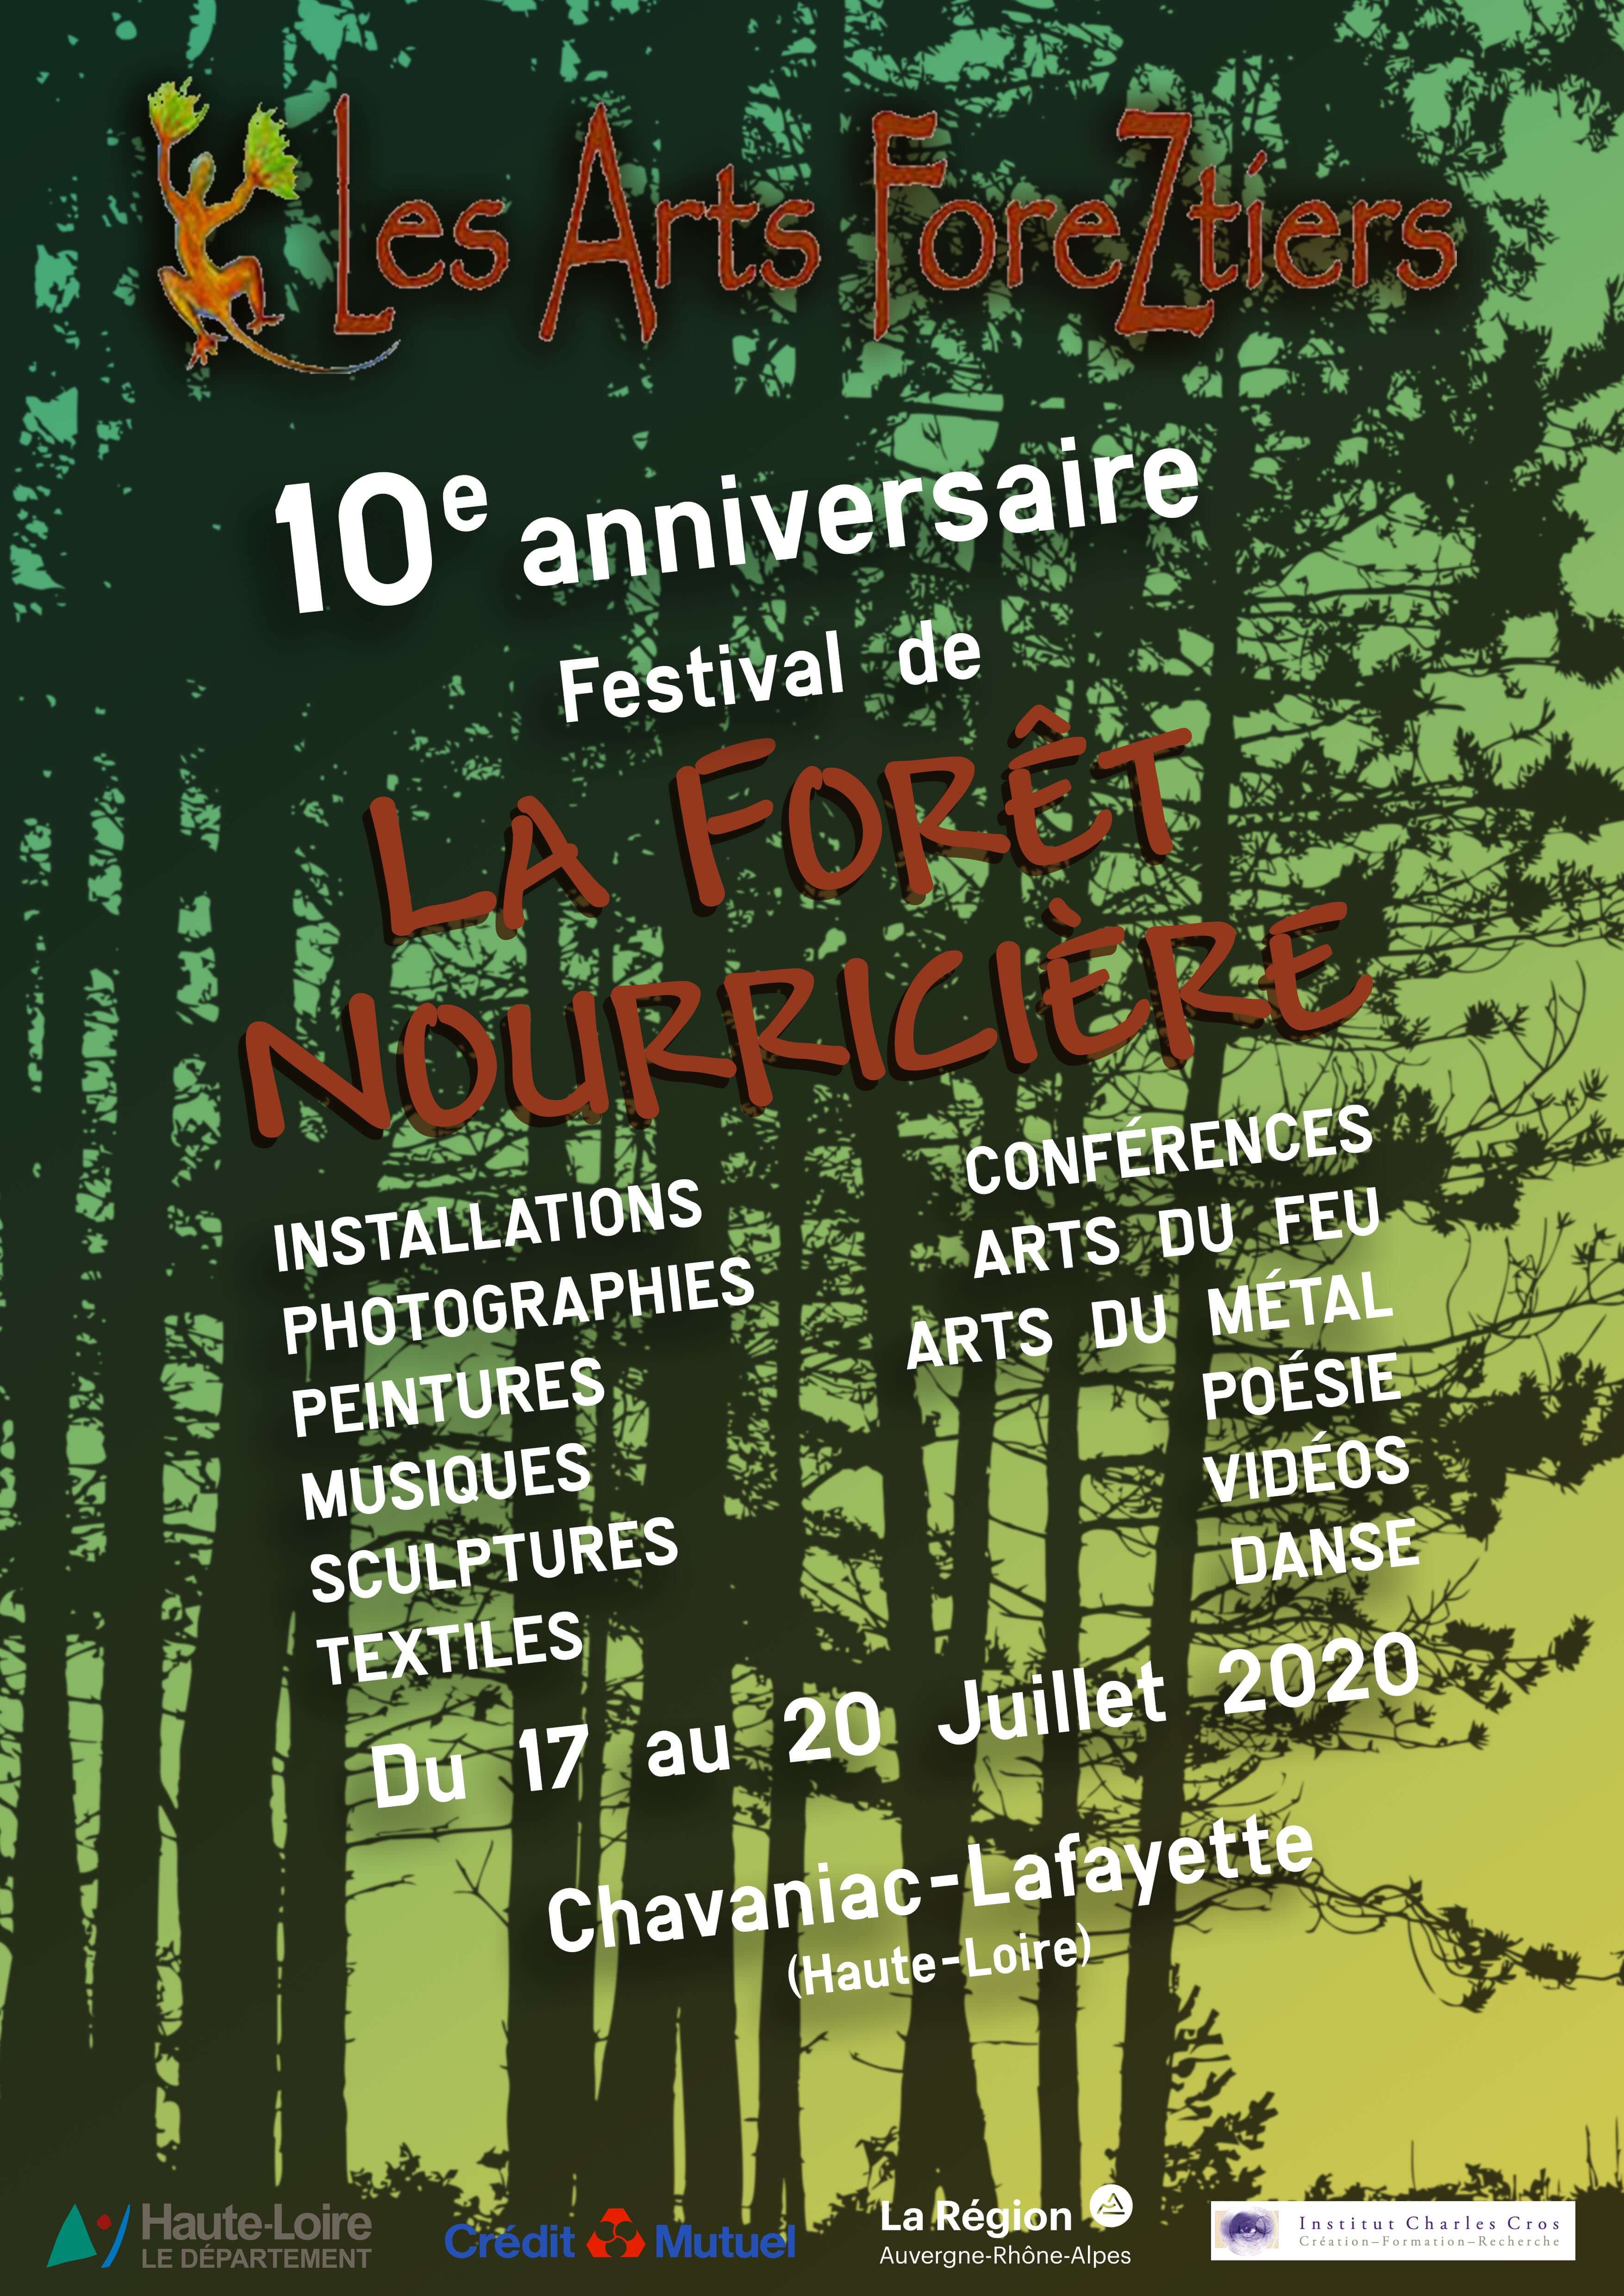 Les Arts ForeZtiers
10e anniversaire
Festival de
La Forêt
Nourricière
INSTALLATIONS
PHOTOGRAPHIES
PEINTURES
MUSIQUES
SCULPTURES
TEXTILES
CONFÉRENCES
ARTS DU FEU
ARTS DU MÉTAL
POÉSIE
VIDÉOS
DANSE
Du 17 au 20 Juillet 2020
Chavaniac-Lafayette
(Haute-Loire)
Haute-Loire
LE DÉPARTEMENT
Crédit Mutuel
La Région
Auvergne-Rhône-Alpes
Institut Charles Cros
Création–Formation–Recherche